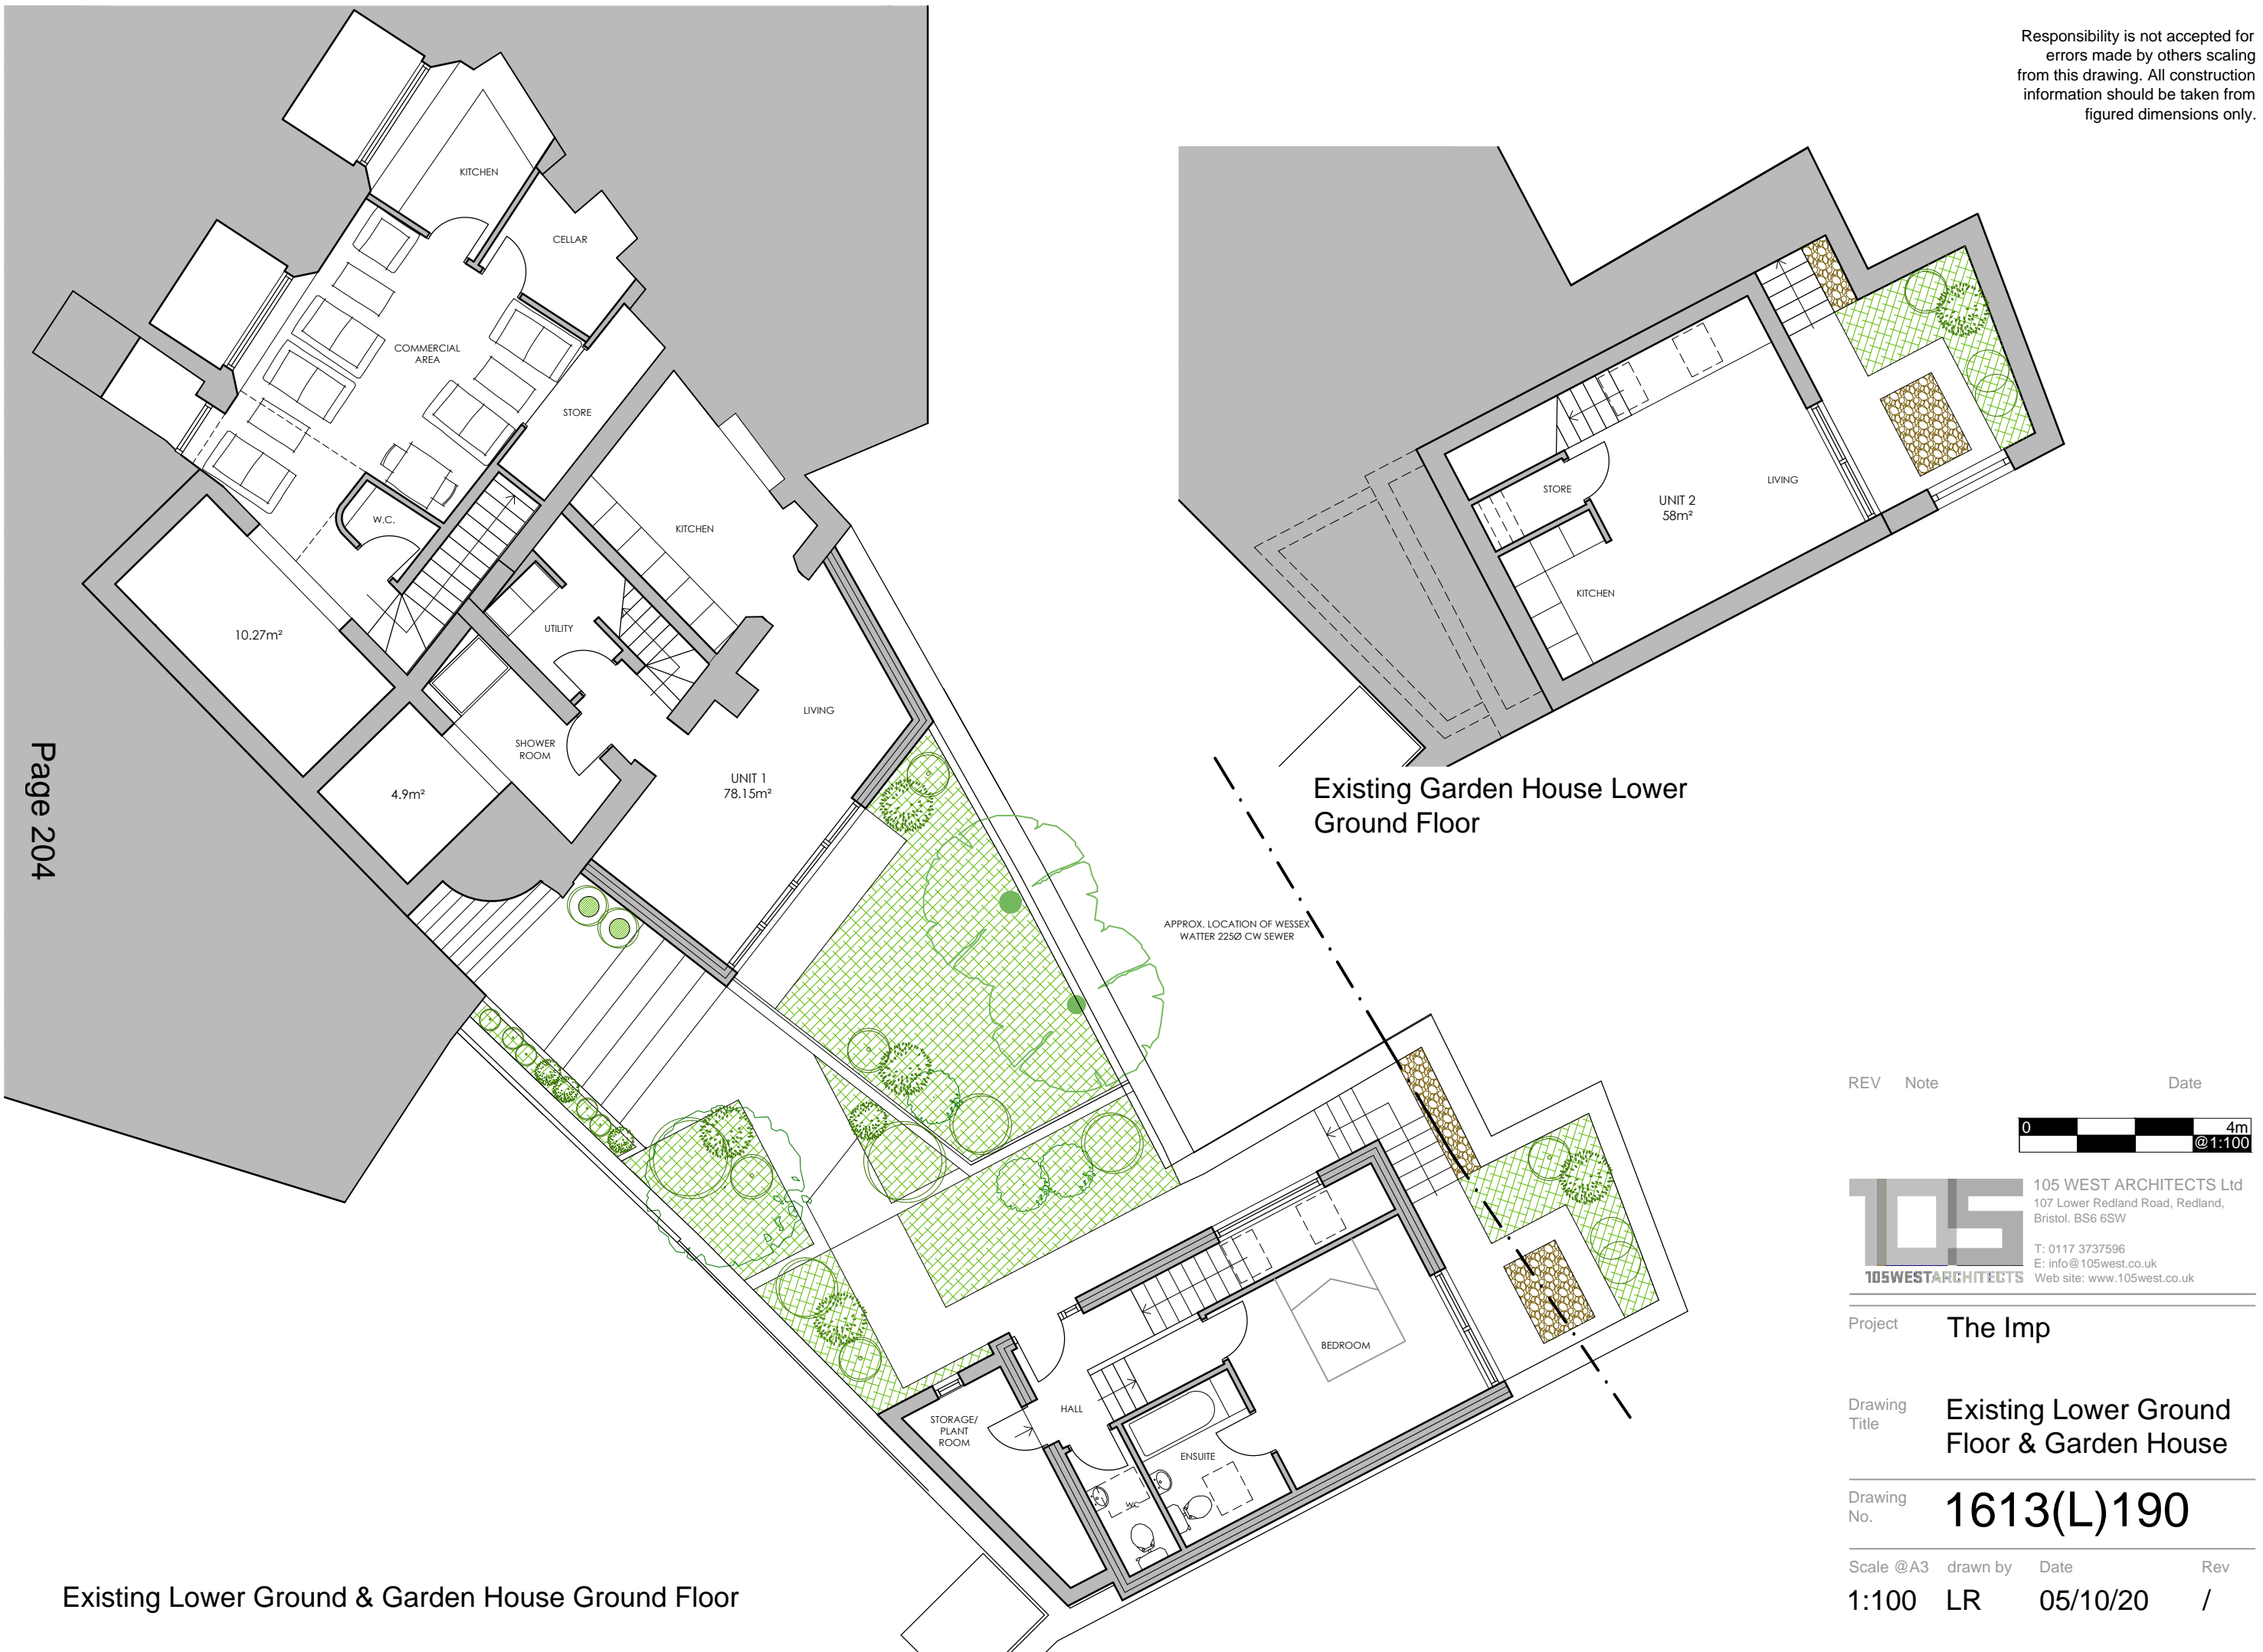 Responsibility is not accepted for
errors made by others scaling
from this drawing. All construction
information should be taken from
figured dimensions only.
KITCHEN
CELLAR
COMMERCIAL
AREA
STORE
W.C.
KITCHEN
10.27m²
UTILITY
LIVING
SHOWER
ROOM
4.9m²
UNIT 1
78.15m²
STORE
UNIT 2
58m²
LIVING
KITCHEN
Existing Garden House Lower
Ground Floor
APPROX. LOCATION OF WESSEX
WATTER 225Ø CW SEWER
BEDROOM
HALL
STORAGE/
PLANT
ROOM
ENSUITE
WC
Existing Lower Ground & Garden House Ground Floor
Page 204
REV Note Date
0 4m
@1:100
105
105WESTARCHITECTS
105 WEST ARCHITECTS Ltd
107 Lower Redland Road, Redland,
Bristol. BS6 6SW
T: 0117 3737596
E: info@105west.co.uk
Web site: www.105west.co.uk
Project The Imp
Drawing
Title
Existing Lower Ground
Floor & Garden House
Drawing
No.
1613(L)190
Scale @A3 drawn by Date Rev
1:100 LR 05/10/20 /